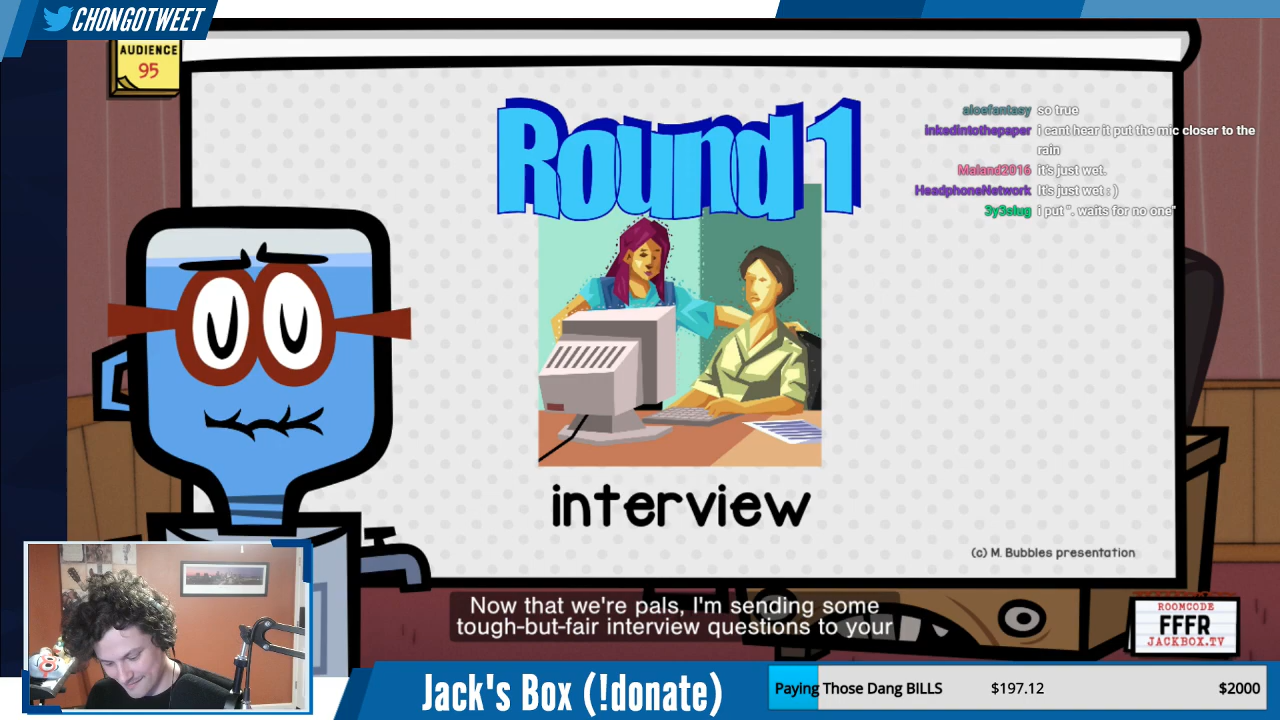 CHONGOTWEET
AUDIENCE
95
Round 1
aloefantasy so true
inkedintothepaper i cant hear it put the mic closer to the
rain
Maland2016 it's just wet.
HeadphoneNetwork It's just wet : )
3y3slug i put ". waits for no one"
interview
(c) M. Bubbles presentation
Now that we're pals, I'm sending some
tough-but-fair interview questions to your
ROOMCODE
FFFR
JACKBOX.TV
Jack's Box (!donate)
Paying Those Dang BILLS $197.12 $2000